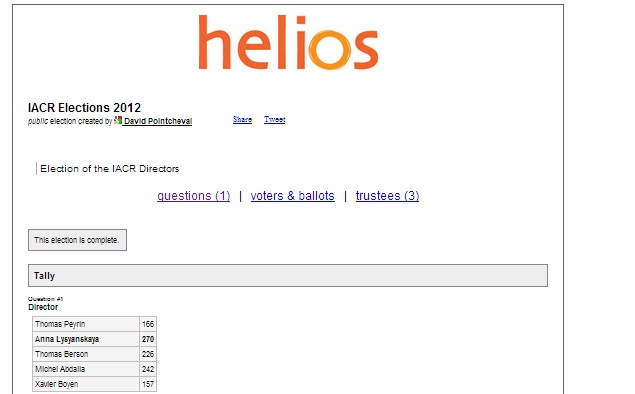 helios
IACR Elections 2012
public election created by David Pointcheval Share Tweet
Election of the IACR Directors
questions (1) | voters & ballots | trustees (3)
This election is complete.
Tally
Question #1
Director
Thomas Peyrin 166
Anna Lysyanskaya 270
Thomas Berson 226
Michel Abdalla 242
Xavier Boyen 157